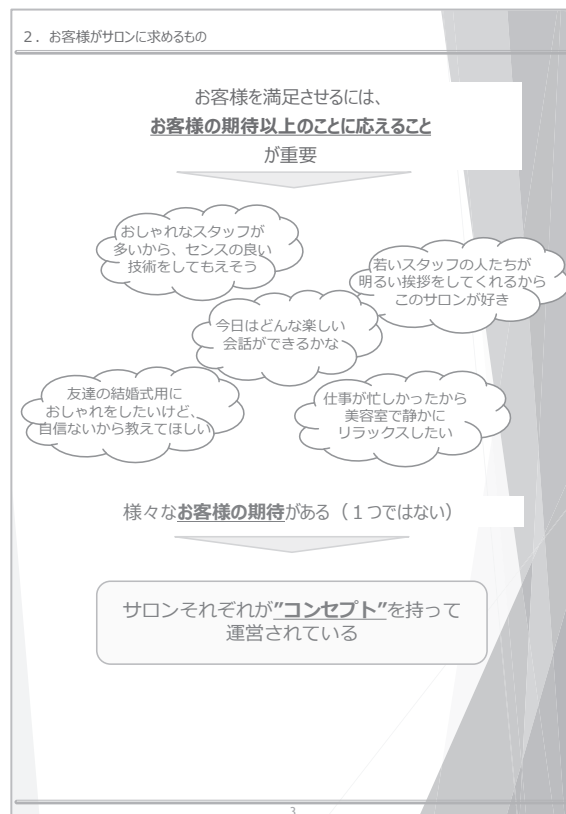 ２．お客様がサロンに求めるもの
お客様を満足させるには、
お客様の期待以上のことに応えること
が重要
おしゃれなスタッフが
多いから、センスの良い
技術をしてもえそう
若いスタッフの人たちが
明るい挨拶をしてくれるから
このサロンが好き
今日はどんな楽しい
会話ができるかな
友達の結婚式用に
おしゃれをしたいけど、
自信ないから教えてほしい
仕事が忙しかったから
美容室で静かに
リラックスしたい
様々なお客様の期待がある（１つではない）
サロンそれぞれが”コンセプト”を持って
運営されている
3